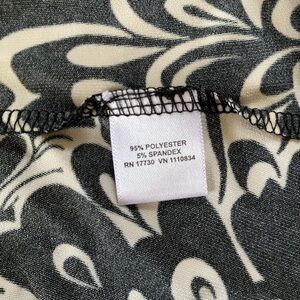 95% POLYESTER
5% SPANDEX
RN 17730 VN 1110834